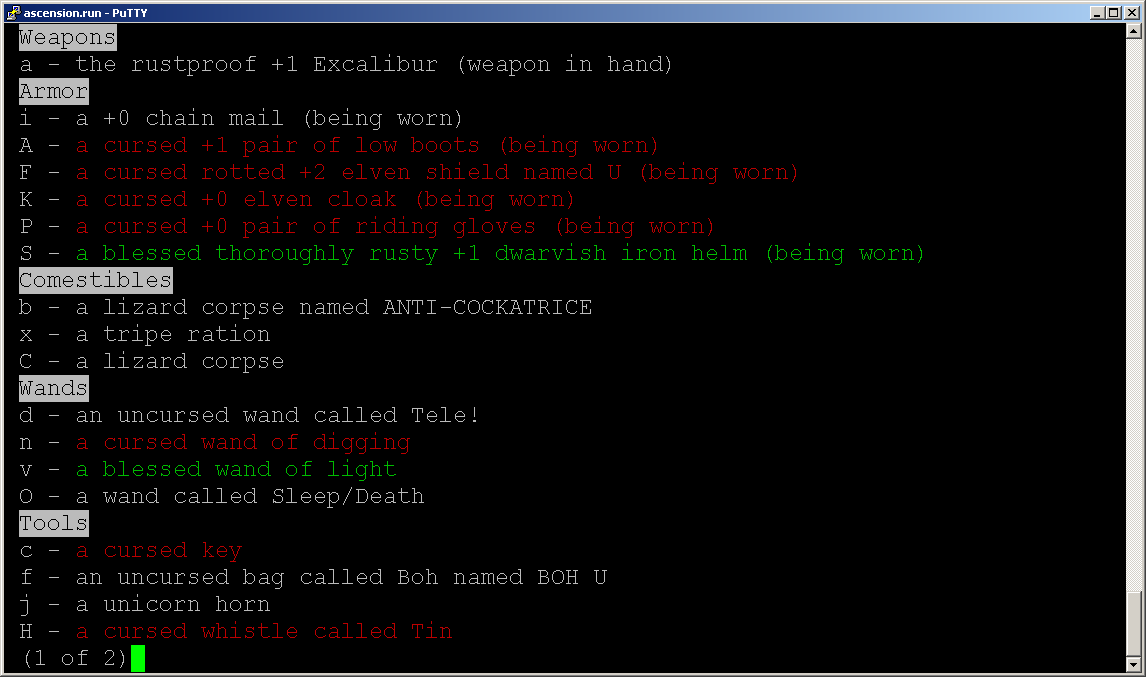 ascension.run - PuTTY
Weapons
a - the rustproof +1 Excalibur (weapon in hand)
Armor
i - a +0 chain mail (being worn)
A - a cursed +1 pair of low boots (being worn)
F - a cursed rotted +2 elven shield named U (being worn)
K - a cursed +0 elven cloak (being worn)
P - a cursed +0 pair of riding gloves (being worn)
S - a blessed thoroughly rusty +1 dwarvish iron helm (being worn)
Comestibles
b - a lizard corpse named ANTI-COCKATRICE
x - a tripe ration
C - a lizard corpse
Wands
d - an uncursed wand called Tele!
n - a cursed wand of digging
v - a blessed wand of light
O - a wand called Sleep/Death
Tools
c - a cursed key
f - an uncursed bag called Boh named BOH U
j - a unicorn horn
H - a cursed whistle called Tin
(1 of 2)